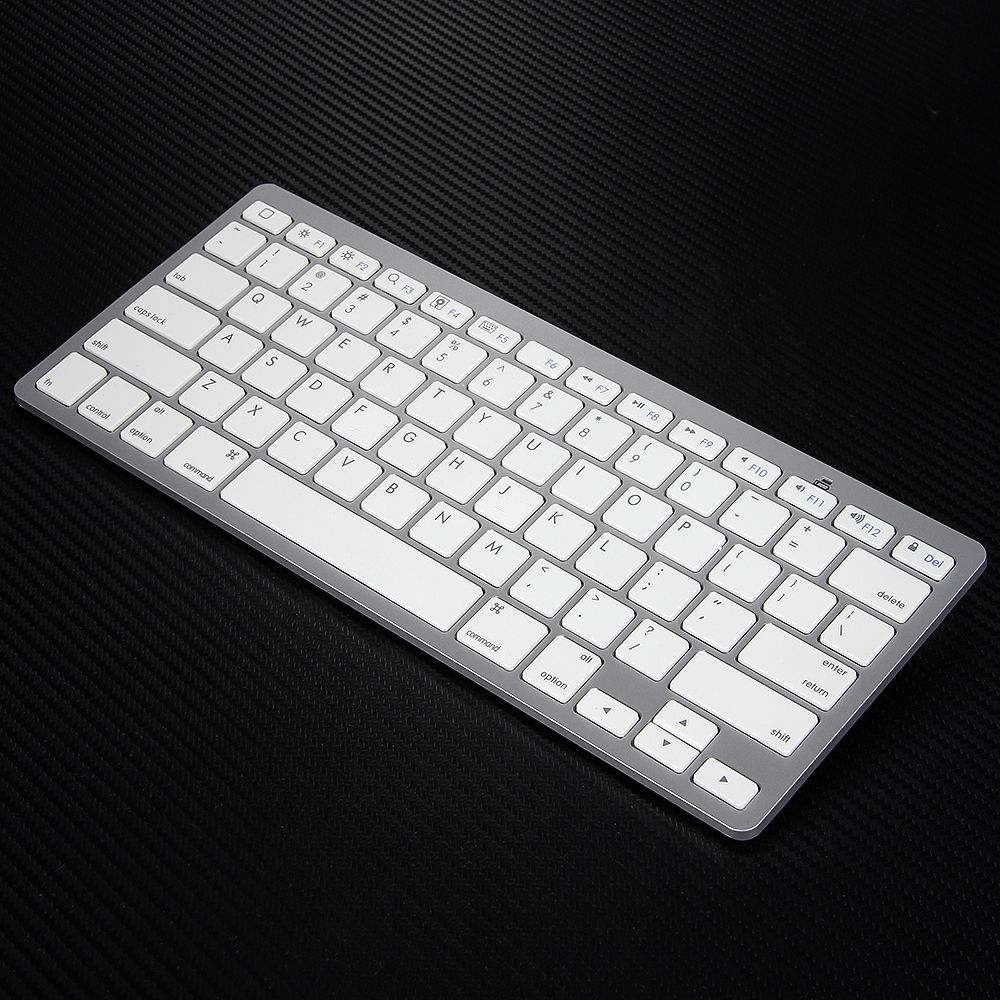 F1 F2 F3 F4 F5 F6 F7 F8 F9 F10 F11 F12 Del
! @ 2 # 3 $ 4 % 5 ^ 6 & 7 * 8 ( 9 ) 0 - + = delete
tab Q W E R T Y U I O P { [ } ] | \
caps lock A S D F G H J K L : ; " ' enter return
shift Z X C V B N M < , > . ? / shift
fn control alt option ⌘ command ⌘ command alt option ◀ ▲ ▼ ▶